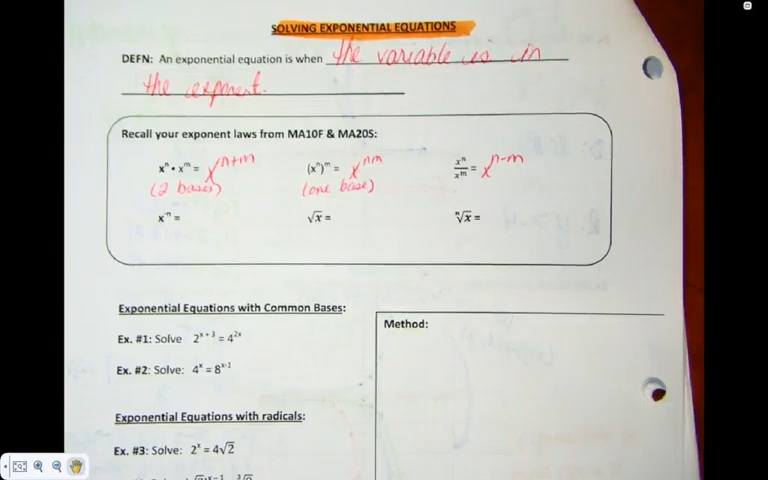 SOLVING EXPONENTIAL EQUATIONS
DEFN: An exponential equation is when the variable is in
the exponent.
Recall your exponent laws from MA10F & MA20S:
xⁿ • xᵐ = xⁿ⁺ᵐ (xⁿ)ᵐ = xⁿᵐ xⁿ/xᵐ = xⁿ⁻ᵐ
(2 bases) (one base)
x⁻ⁿ = √x = ⁿ√x =
Exponential Equations with Common Bases:
Method:
Ex. #1: Solve 2ˣ⁺³ = 4²ˣ
Ex. #2: Solve: 4ˣ = 8ˣ⁻¹
Exponential Equations with radicals:
Ex. #3: Solve: 2ˣ = 4√2